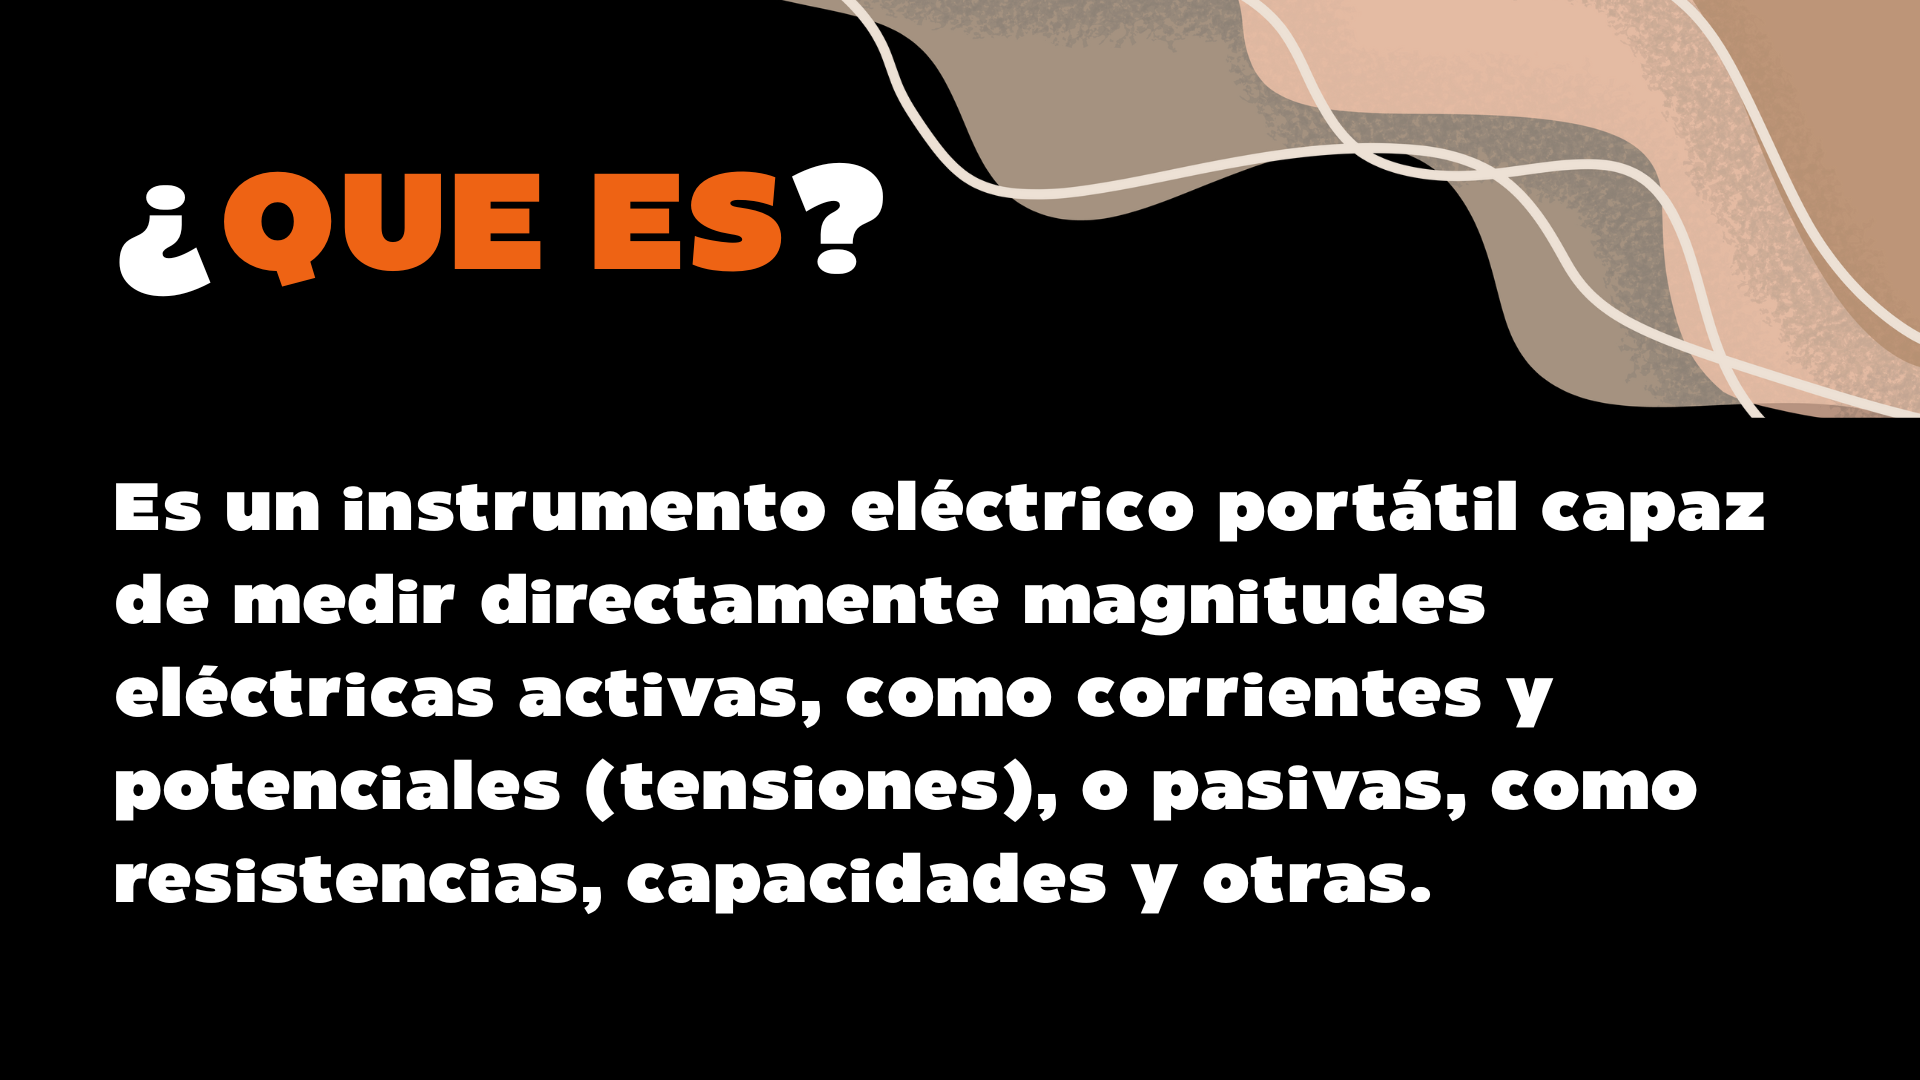 ¿QUE ES?
Es un instrumento eléctrico portátil capaz
de medir directamente magnitudes
eléctricas activas, como corrientes y
potenciales (tensiones), o pasivas, como
resistencias, capacidades y otras.